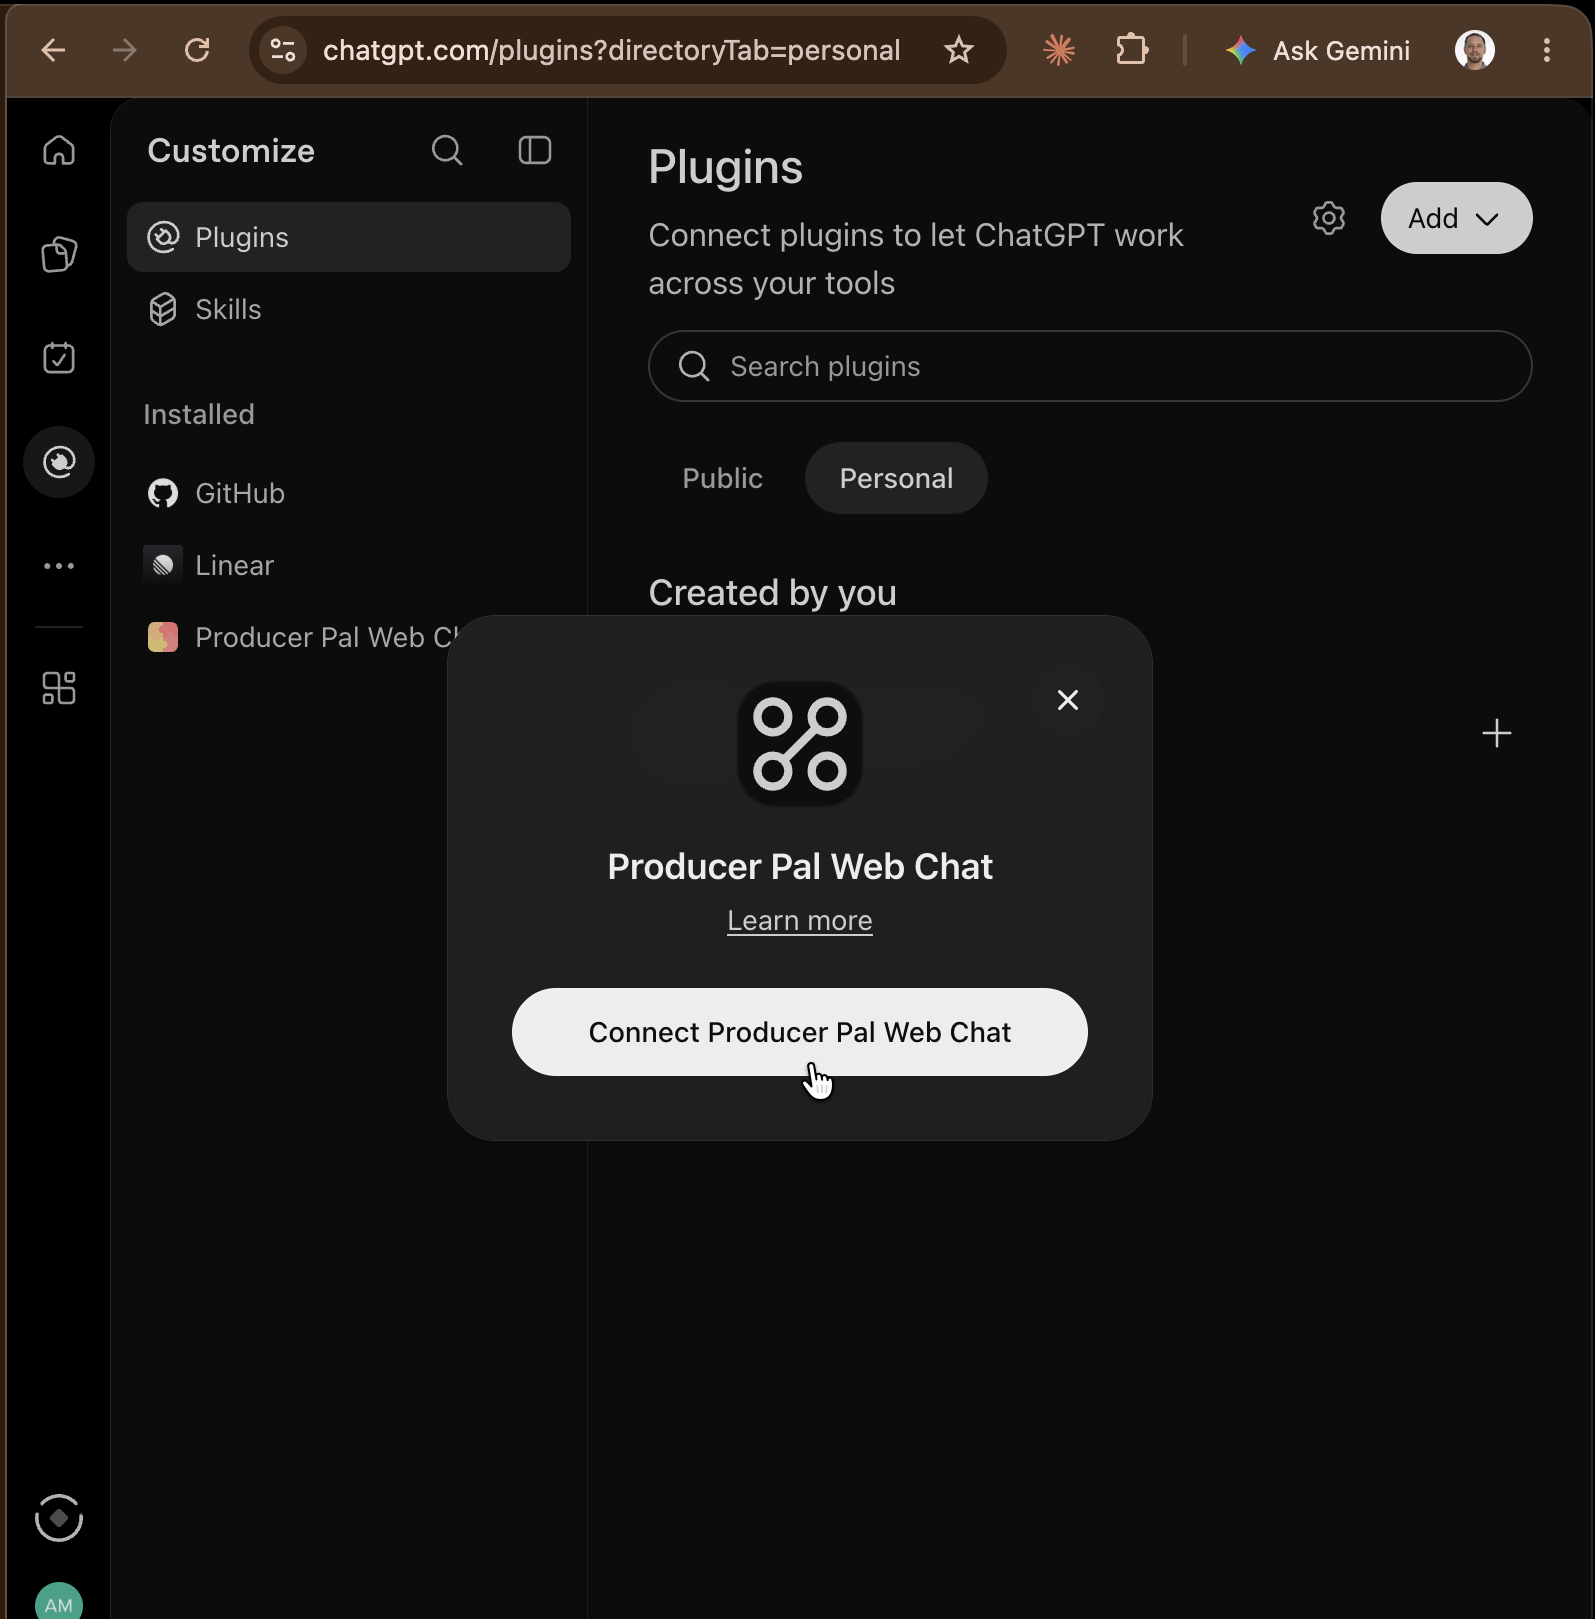 chatgpt.com/plugins?directoryTab=personal
Ask Gemini
Customize
Plugins
Skills
Installed
GitHub
Linear
Producer Pal Web Ch
Plugins
Connect plugins to let ChatGPT work
across your tools
Add
Search plugins
Public
Personal
Created by you
Producer Pal Web Chat
Learn more
Connect Producer Pal Web Chat
AM